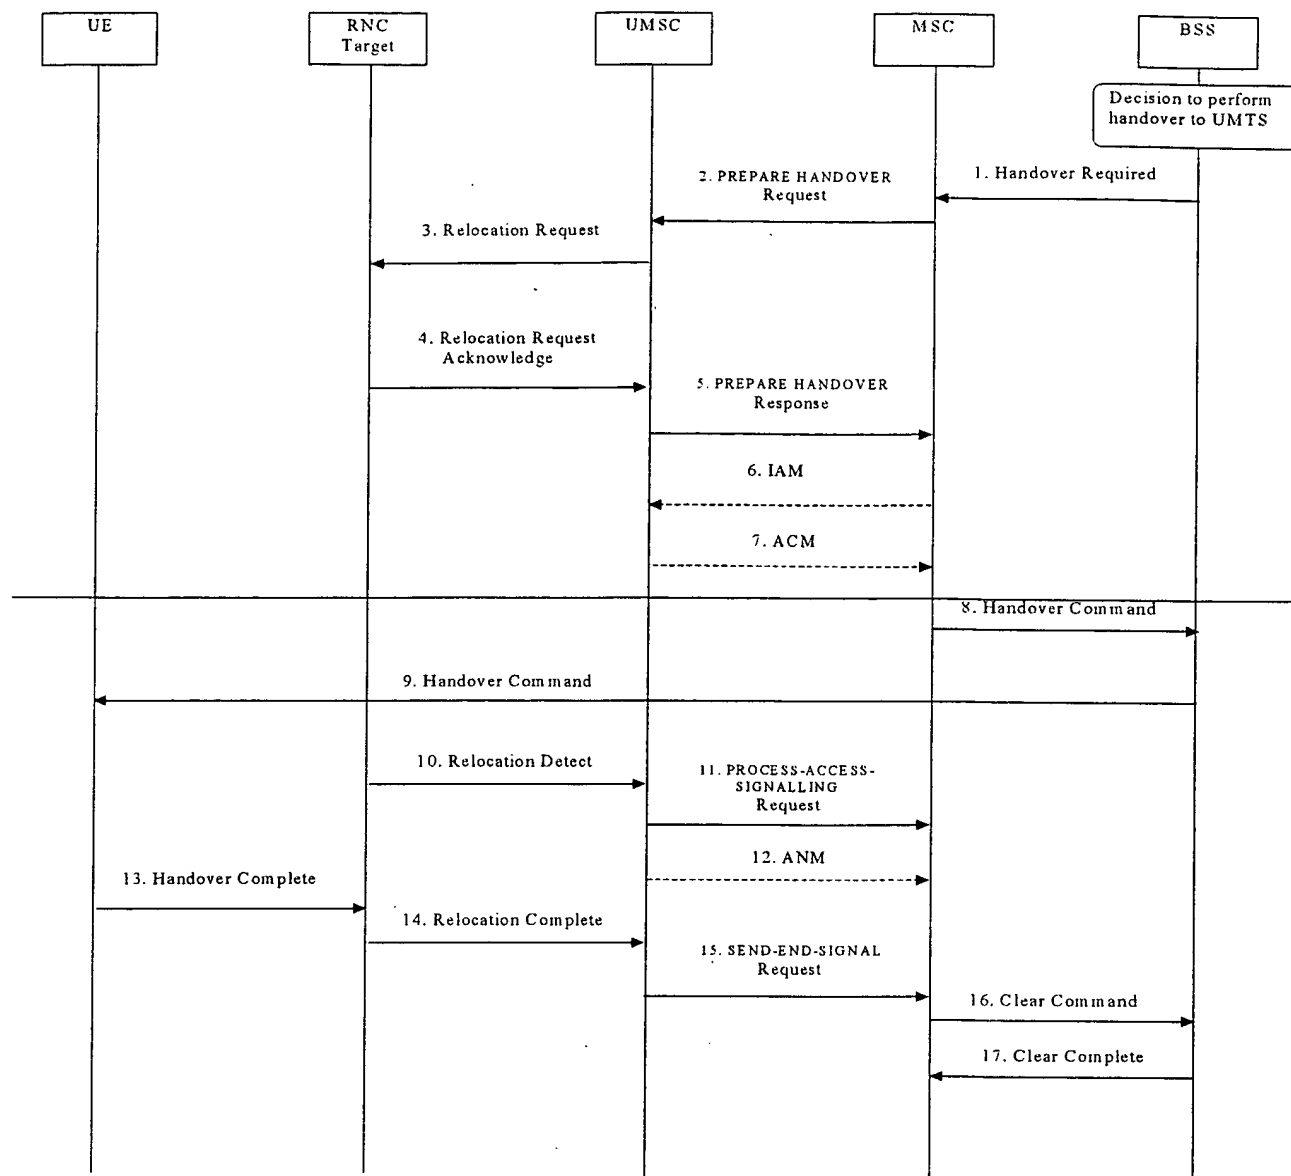 UE
RNC
Target
UMSC
MSC
BSS
Decision to perform
handover to UMTS
1. Handover Required
2. PREPARE HANDOVER
Request
3. Relocation Request
4. Relocation Request
Acknowledge
5. PREPARE HANDOVER
Response
6. IAM
7. ACM
8. Handover Command
9. Handover Command
10. Relocation Detect
11. PROCESS-ACCESS-
SIGNALLING
Request
12. ANM
13. Handover Complete
14. Relocation Complete
15. SEND-END-SIGNAL
Request
16. Clear Command
17. Clear Complete